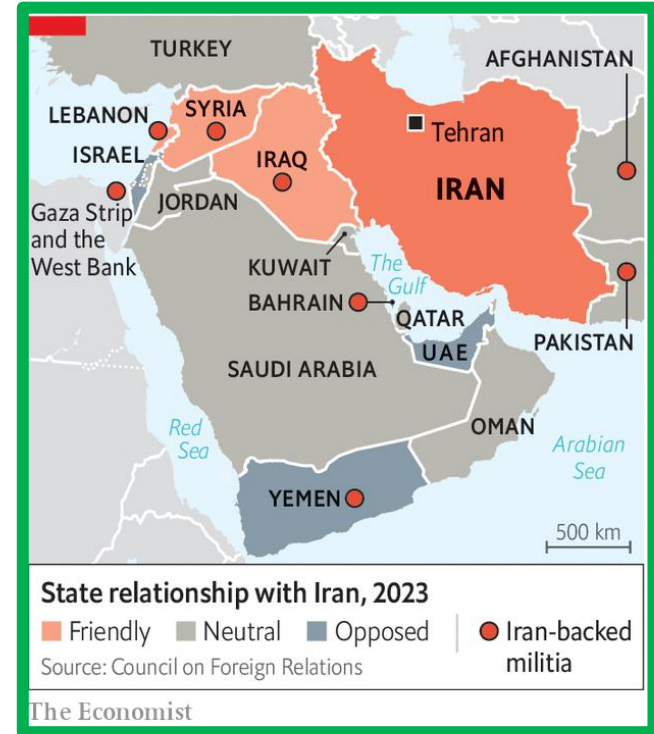 TURKEY
AFGHANISTAN
LEBANON
SYRIA
Tehran
ISRAEL
IRAQ
IRAN
JORDAN
Gaza Strip
and the
West Bank
KUWAIT
The
Gulf
BAHRAIN
QATAR
PAKISTAN
UAE
SAUDI ARABIA
Red
Sea
OMAN
Arabian
Sea
YEMEN
500 km
State relationship with Iran, 2023
Friendly Neutral Opposed Iran-backed
militia
Source: Council on Foreign Relations
The Economist